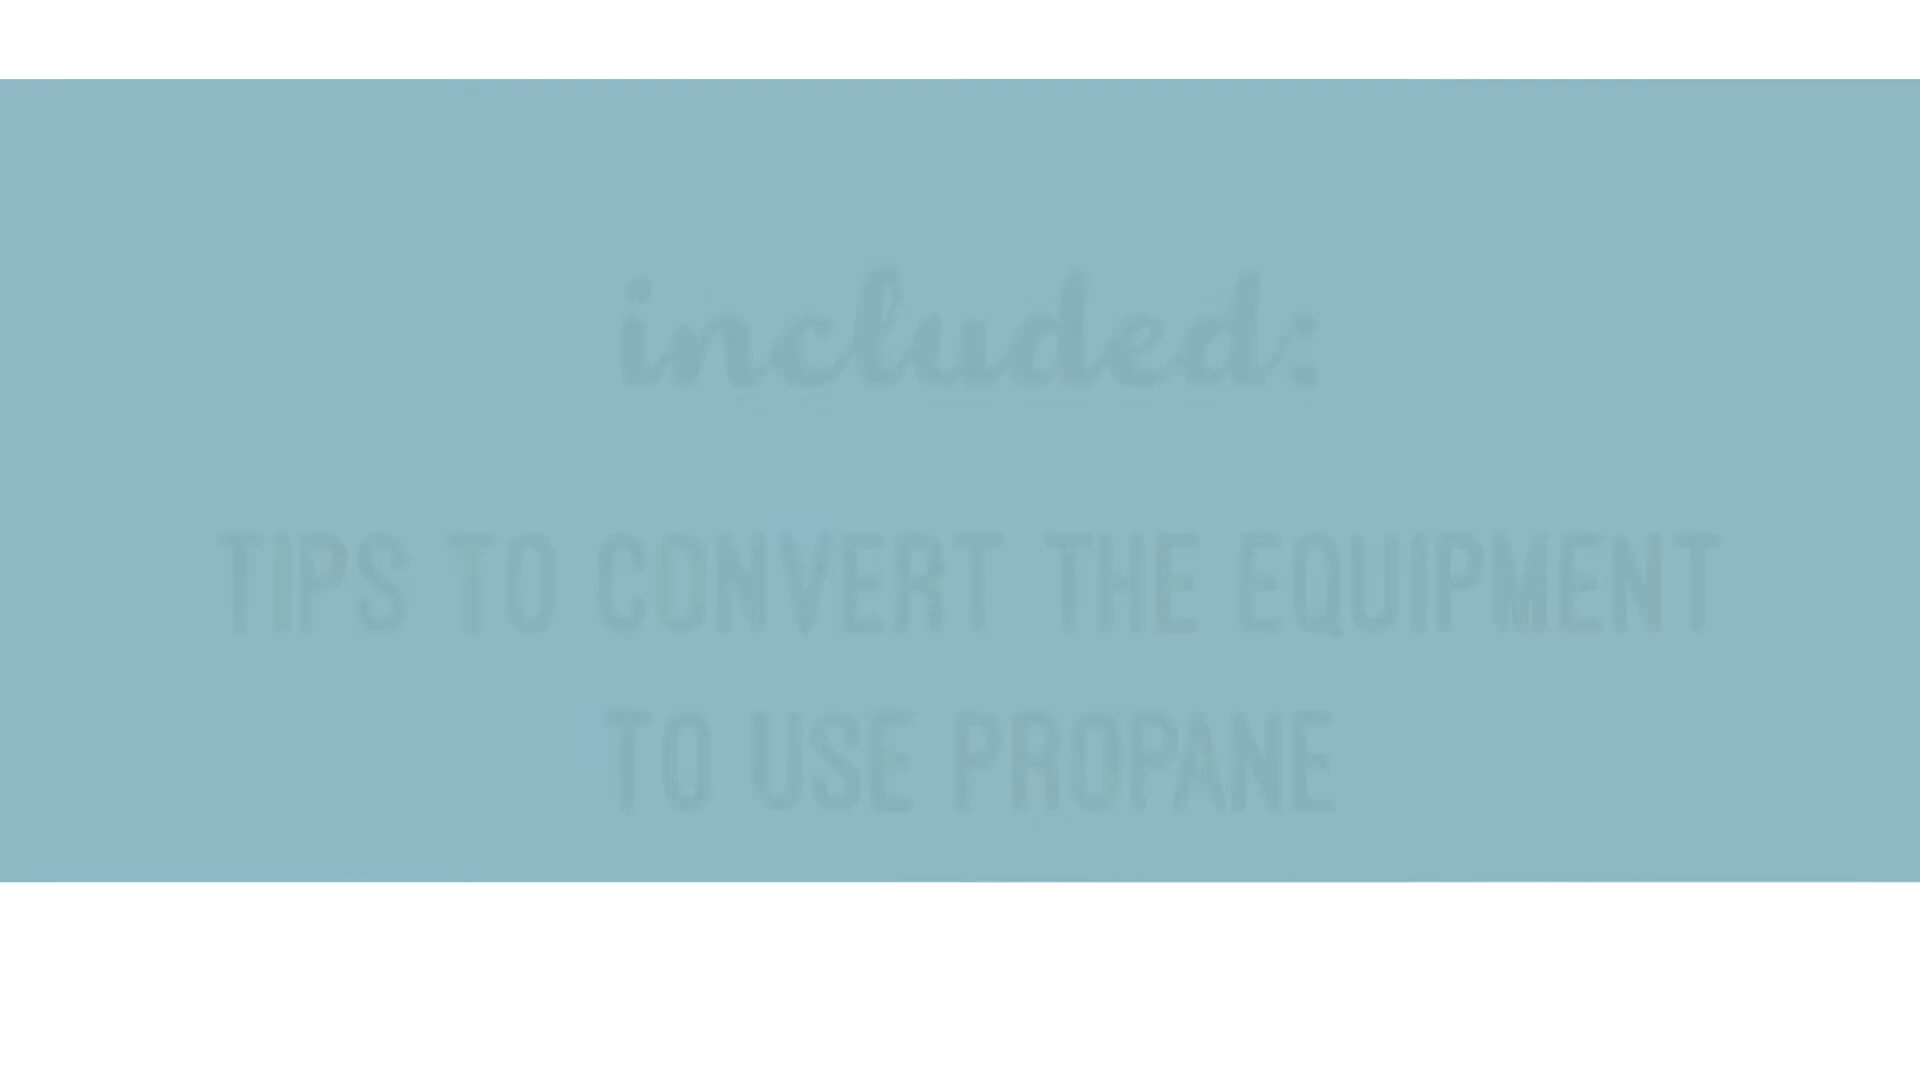 included:
TIPS TO CONVERT THE EQUIPMENT
TO USE PROPANE